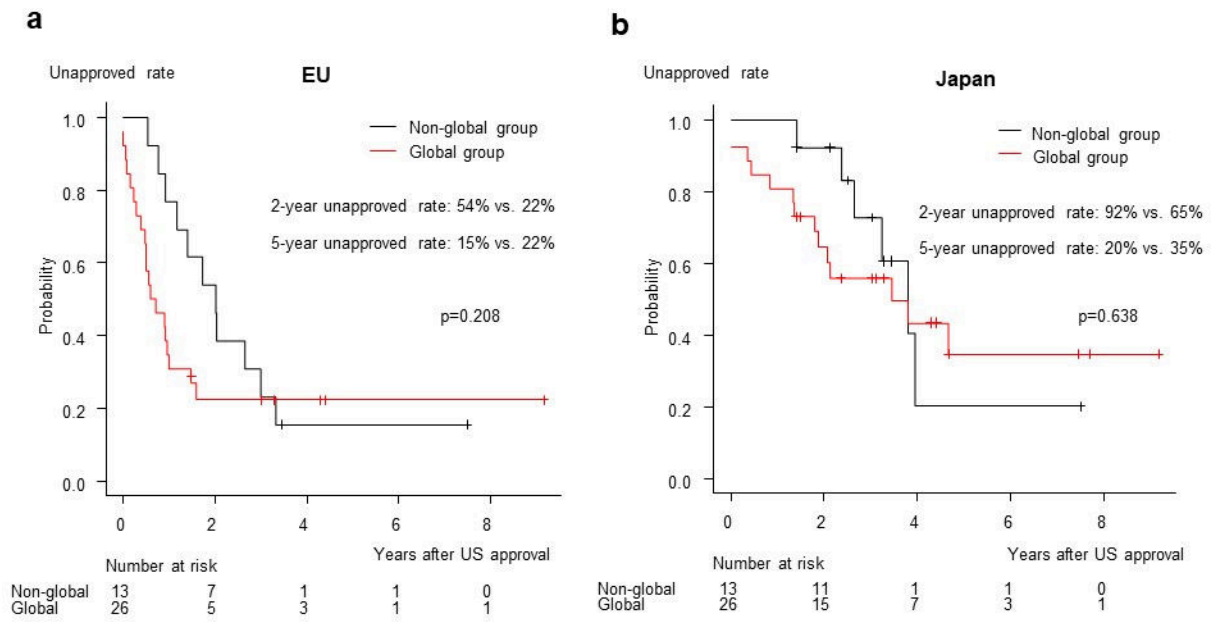 a
Unapproved rate
EU
1.0
0.8
0.6
0.4
0.2
0.0
Probability
Non-global group
Global group
2-year unapproved rate: 54% vs. 22%
5-year unapproved rate: 15% vs. 22%
p=0.208
0 2 4 6 8
Years after US approval
Number at risk
Non-global 13 7 1 1 0
Global 26 5 3 1 1
b
Unapproved rate
Japan
1.0
0.8
0.6
0.4
0.2
0.0
Probability
Non-global group
Global group
2-year unapproved rate: 92% vs. 65%
5-year unapproved rate: 20% vs. 35%
p=0.638
0 2 4 6 8
Years after US approval
Number at risk
Non-global 13 11 1 1 0
Global 26 15 7 3 1